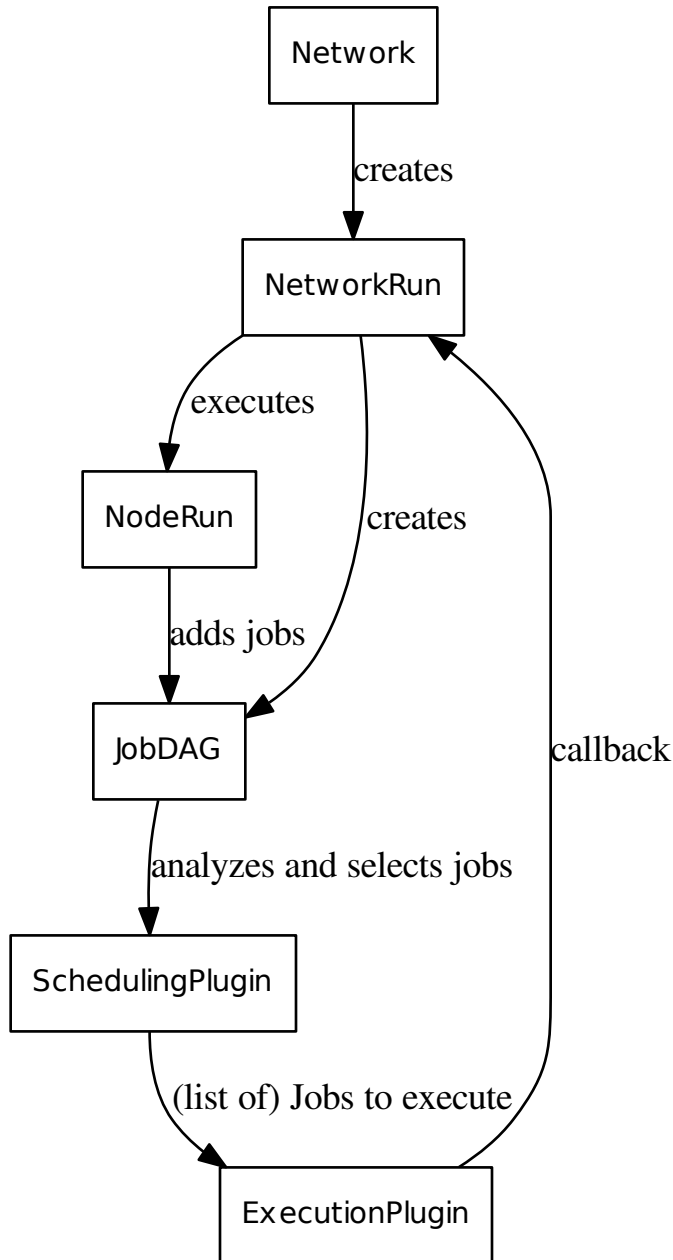 Network
creates
NetworkRun
executes
NodeRun
creates
adds jobs
JobDAG
callback
analyzes and selects jobs
SchedulingPlugin
(list of) Jobs to execute
ExecutionPlugin